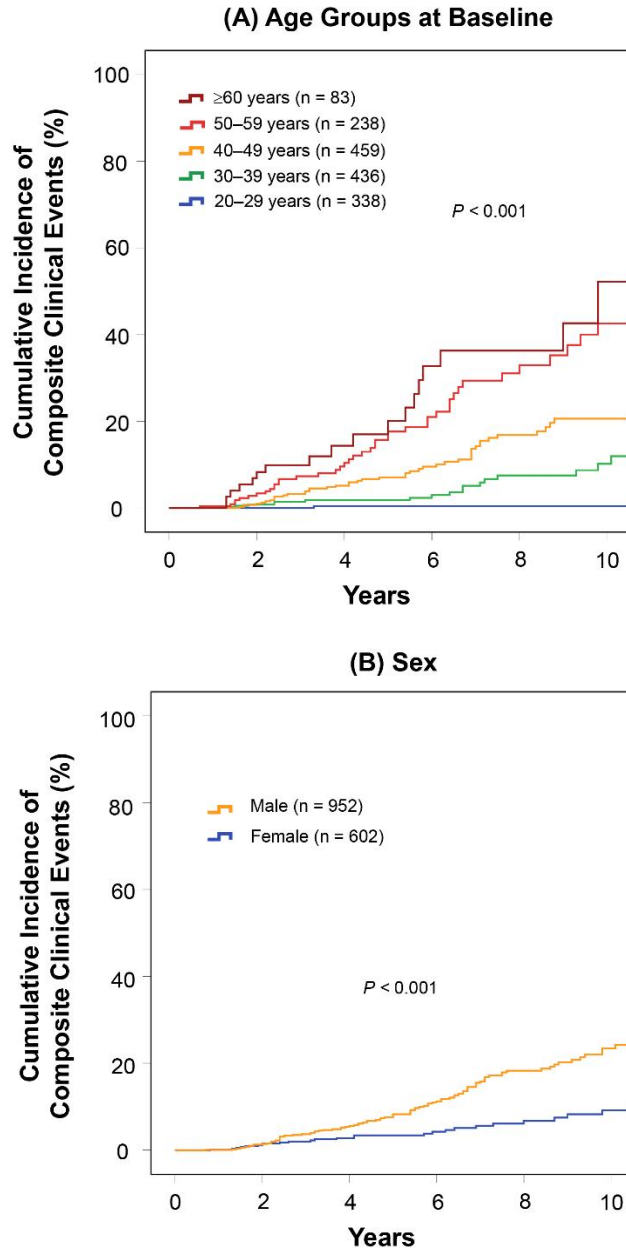 (A) Age Groups at Baseline
Cumulative Incidence of
Composite Clinical Events (%)
100
80
60
40
20
0
≥60 years (n = 83)
50–59 years (n = 238)
40–49 years (n = 459)
30–39 years (n = 436)
20–29 years (n = 338)
P < 0.001
0 2 4 6 8 10
Years
(B) Sex
Cumulative Incidence of
Composite Clinical Events (%)
100
80
60
40
20
0
Male (n = 952)
Female (n = 602)
P < 0.001
0 2 4 6 8 10
Years